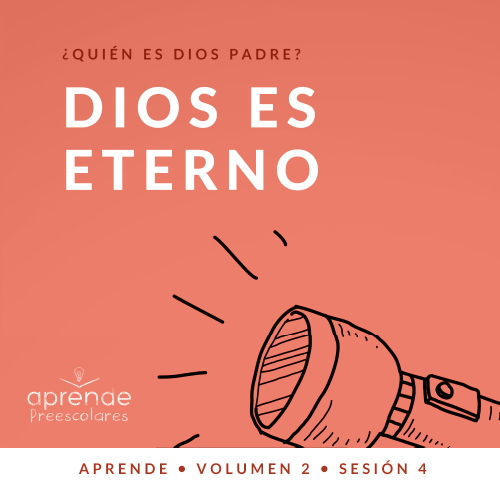 ¿QUIÉN ES DIOS PADRE?
DIOS ES
ETERNO
aprende
Preescolares
APRENDE • VOLUMEN 2 • SESIÓN 4